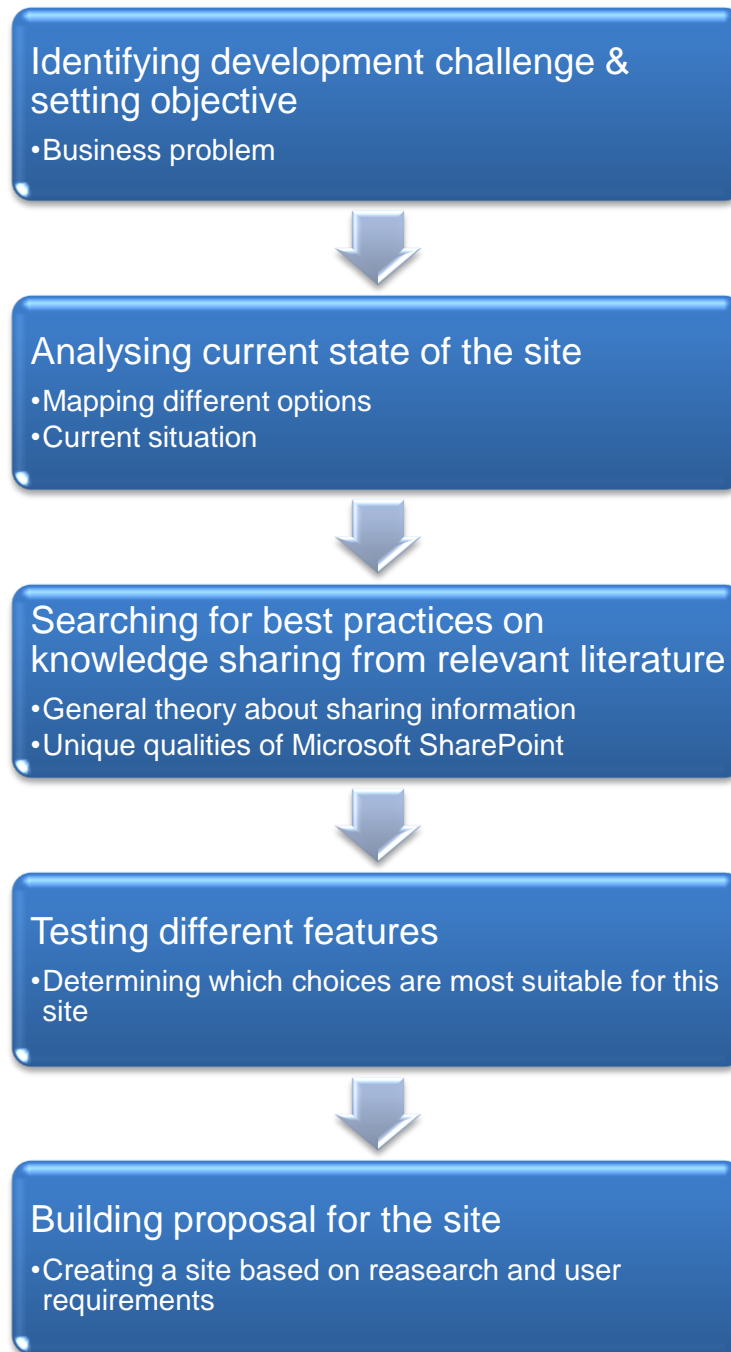 Identifying development challenge &
setting objective
•Business problem
Analysing current state of the site
•Mapping different options
•Current situation
Searching for best practices on
knowledge sharing from relevant literature
•General theory about sharing information
•Unique qualities of Microsoft SharePoint
Testing different features
•Determining which choices are most suitable for this
site
Building proposal for the site
•Creating a site based on reasearch and user
requirements